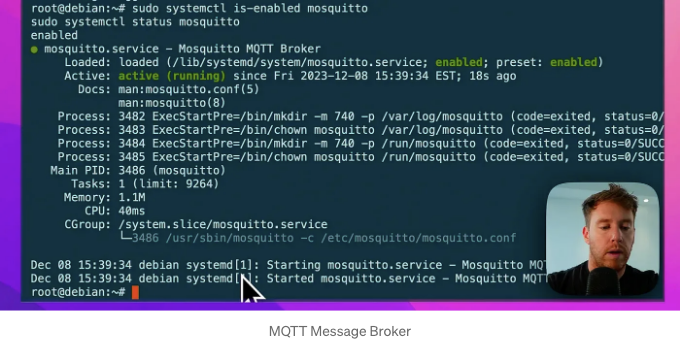 root@debian:~# sudo systemctl is-enabled mosquitto
sudo systemctl status mosquitto
enabled
● mosquitto.service – Mosquitto MQTT Broker
Loaded: loaded (/lib/systemd/system/mosquitto.service; enabled; preset: enabled)
Active: active (running) since Fri 2023-12-08 15:39:34 EST; 18s ago
Docs: man:mosquitto.conf(5)
man:mosquitto(8)
Process: 3482 ExecStartPre=/bin/mkdir -m 740 -p /var/log/mosquitto (code=exited, status=0/
Process: 3483 ExecStartPre=/bin/chown mosquitto /var/log/mosquitto (code=exited, status=0/
Process: 3484 ExecStartPre=/bin/mkdir -m 740 -p /run/mosquitto (code=exited, status=0/SUCC
Process: 3485 ExecStartPre=/bin/chown mosquitto /run/mosquitto (code=exited, status=0/SUCC
Main PID: 3486 (mosquitto)
Tasks: 1 (limit: 9264)
Memory: 1.1M
CPU: 40ms
CGroup: /system.slice/mosquitto.service
└─3486 /usr/sbin/mosquitto -c /etc/mosquitto/mosquitto.conf
Dec 08 15:39:34 debian systemd[1]: Starting mosquitto.service – Mosquitto MQT
Dec 08 15:39:34 debian systemd[1]: Started mosquitto.service – Mosquitto MQTT
root@debian:~#
MQTT Message Broker